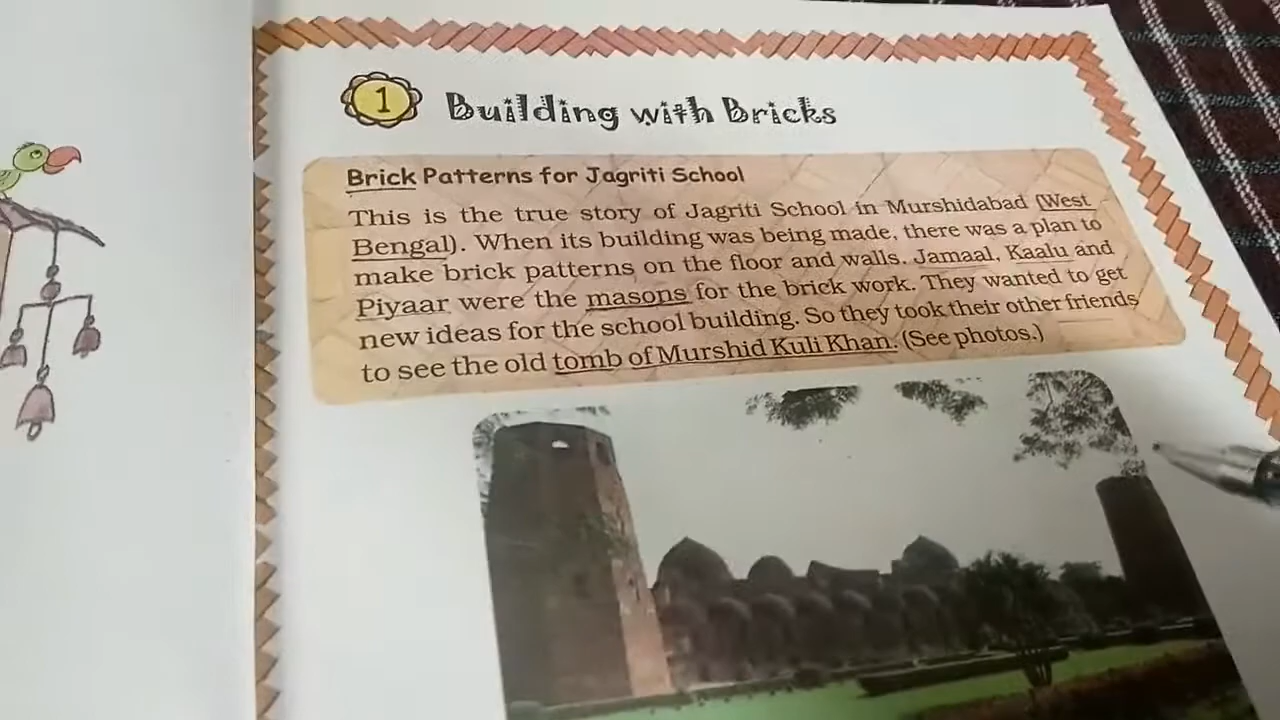 1 Building with Bricks
Brick Patterns for Jagriti School
This is the true story of Jagriti School in Murshidabad (West
Bengal). When its building was being made, there was a plan to
make brick patterns on the floor and walls. Jamaal, Kaalu and
Piyaar were the masons for the brick work. They wanted to get
new ideas for the school building. So they took their other friends
to see the old tomb of Murshid Kuli Khan. (See photos.)